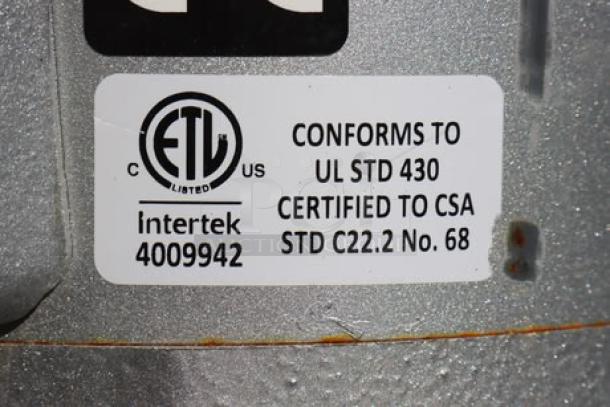 ETL
C US
LISTED
Intertek
4009942
CONFORMS TO
UL STD 430
CERTIFIED TO CSA
STD C22.2 No. 68